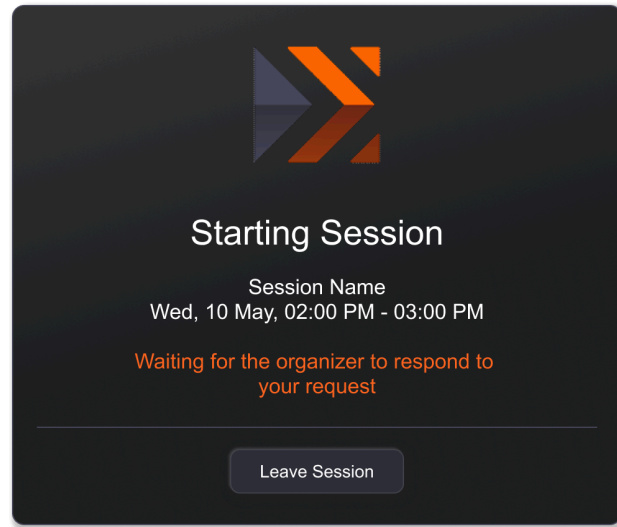 Starting Session
Session Name
Wed, 10 May, 02:00 PM - 03:00 PM
Waiting for the organizer to respond to
your request
Leave Session